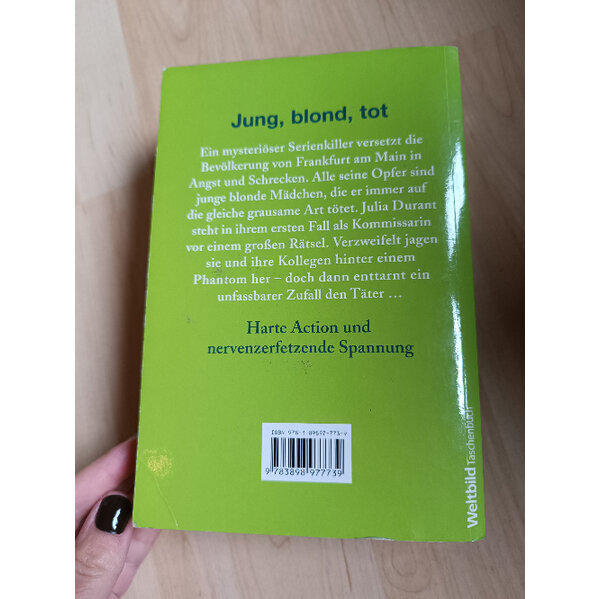 Jung, blond, tot
Ein mysteriöser Serienkiller versetzt die
Bevölkerung von Frankfurt am Main in
Angst und Schrecken. Alle seine Opfer sind
junge blonde Mädchen, die er immer auf
die gleiche grausame Art tötet. Julia Durant
steht in ihrem ersten Fall als Kommissarin
vor einem großen Rätsel. Verzweifelt jagen
sie und ihre Kollegen hinter einem
Phantom her – doch dann enttarnt ein
unfassbarer Zufall den Täter ...
Harte Action und
nervenzerfetzende Spannung
ISBN
9 783898 977739
Weltbild Taschenbuch